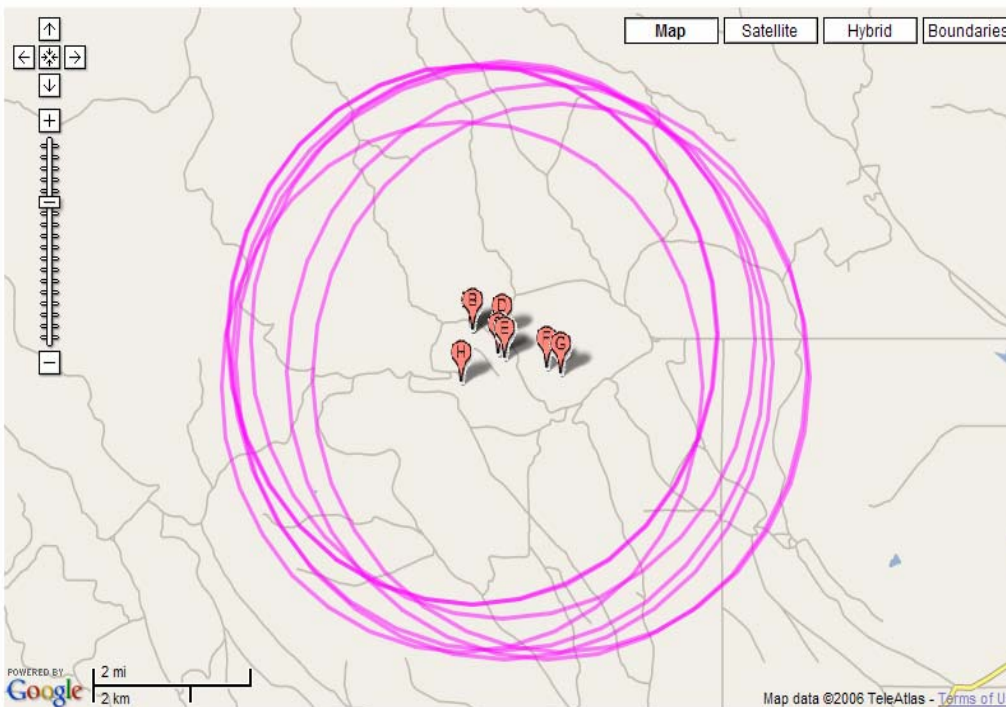 Map Satellite Hybrid Boundaries
B
D
E
F
G
H
POWERED BY
Google
2 mi
2 km
Map data ©2006 TeleAtlas - Terms of U